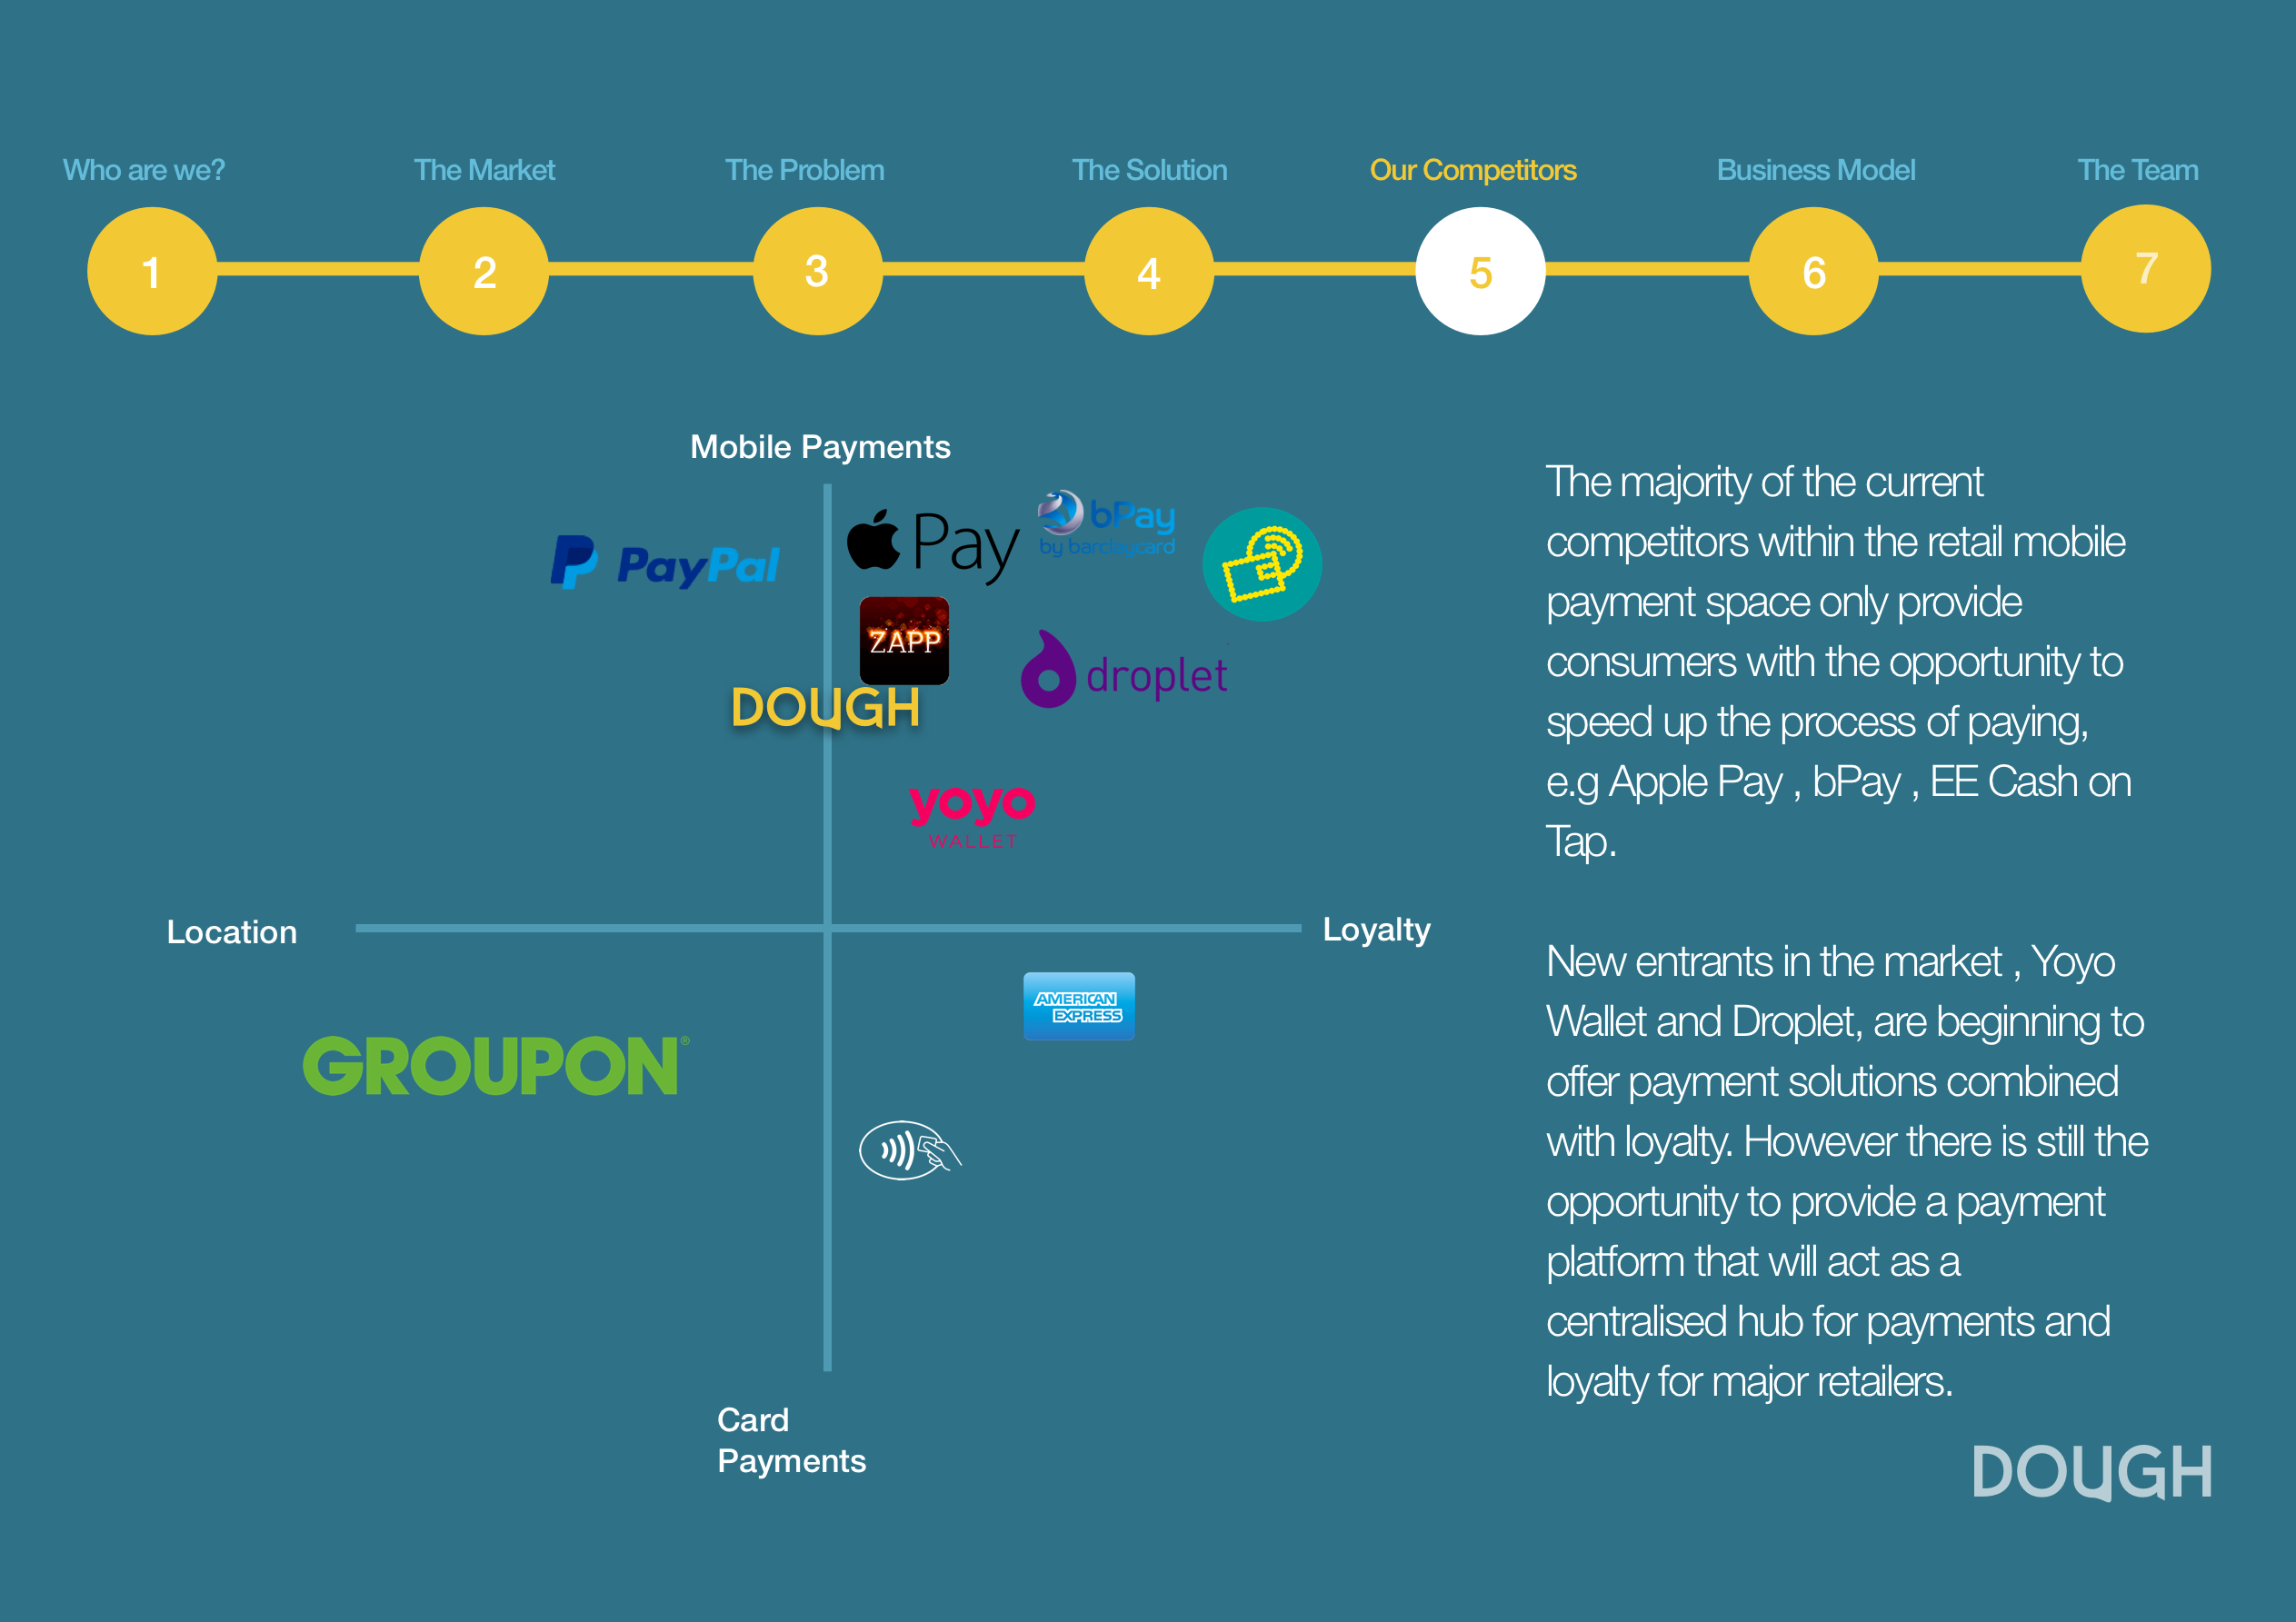 Who are we?
The Market
The Problem
The Solution
Our Competitors
Business Model
The Team
1
2
3
4
5
6
7
Mobile Payments
PayPal
Pay
bPay
by barclaycard
ZAPP
droplet
DOUGH
yoyo
WALLET
Location
Loyalty
AMERICAN
EXPRESS
GROUPON®
Card
Payments
The majority of the current
competitors within the retail mobile
payment space only provide
consumers with the opportunity to
speed up the process of paying,
e.g Apple Pay , bPay , EE Cash on
Tap.
New entrants in the market , Yoyo
Wallet and Droplet, are beginning to
offer payment solutions combined
with loyalty. However there is still the
opportunity to provide a payment
platform that will act as a
centralised hub for payments and
loyalty for major retailers.
DOUGH